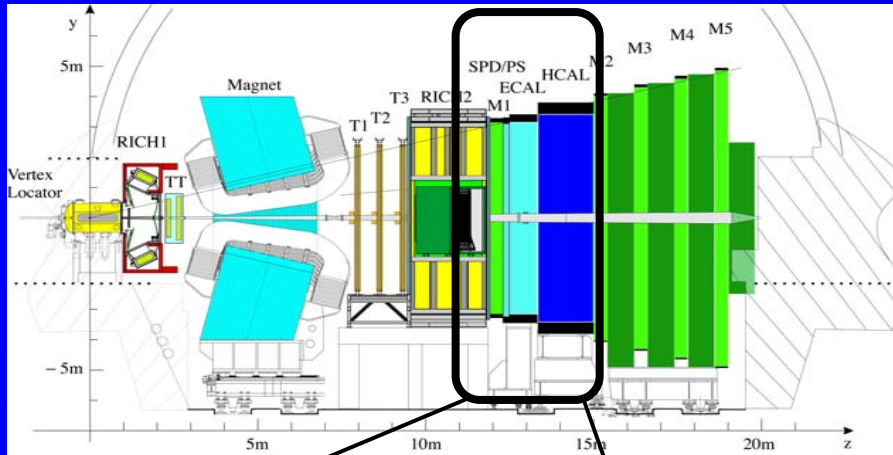 y
5m
Magnet
SPD/PS
ECAL
HCAL
M1
M2
M3
M4
M5
T1
T2
T3
RICH2
RICH1
TT
Vertex
Locator
– 5m
5m
10m
15m
20m
z